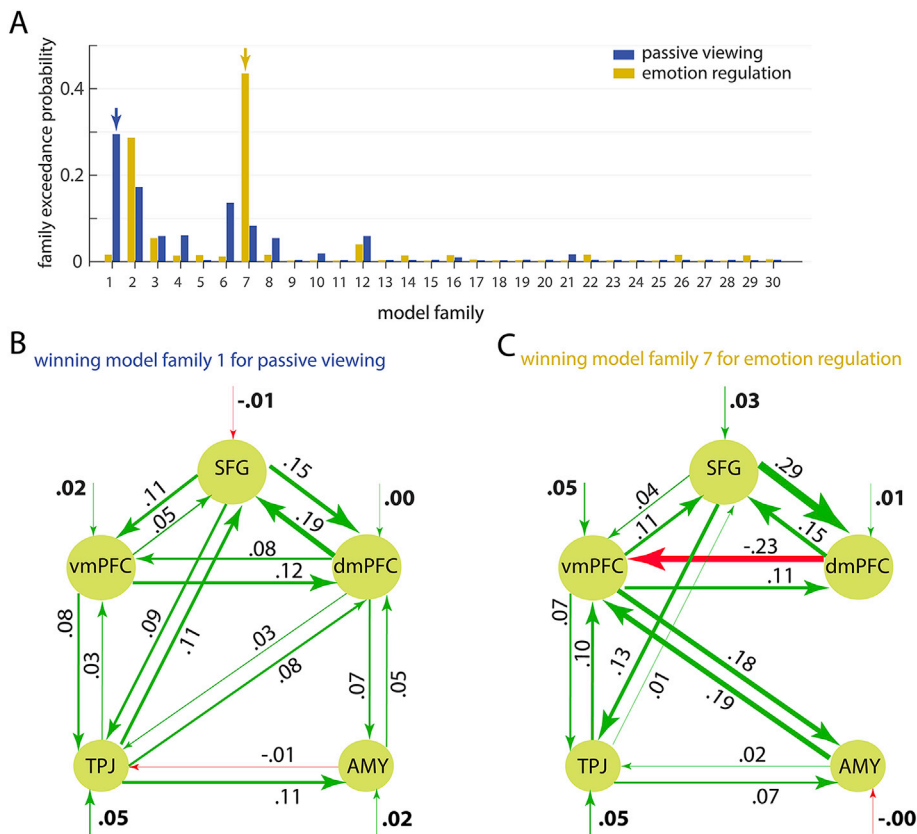 A
family exceedance probability
0.4
0.2
0
passive viewing
emotion regulation
1 2 3 4 5 6 7 8 9 10 11 12 13 14 15 16 17 18 19 20 21 22 23 24 25 26 27 28 29 30
model family
B
winning model family 1 for passive viewing
-.01
SFG
.02
.11
.05
.15
.19
.00
vmPFC
.08
.12
dmPFC
.08
.03
.09
.11
.03
.08
.07
.05
TPJ
-.01
.11
AMY
.05
.02
C
winning model family 7 for emotion regulation
.03
SFG
.05
.04
.11
.29
.15
.01
vmPFC
-.23
.11
dmPFC
.07
.10
.13
.01
.18
.19
TPJ
.02
.07
AMY
.05
-.00